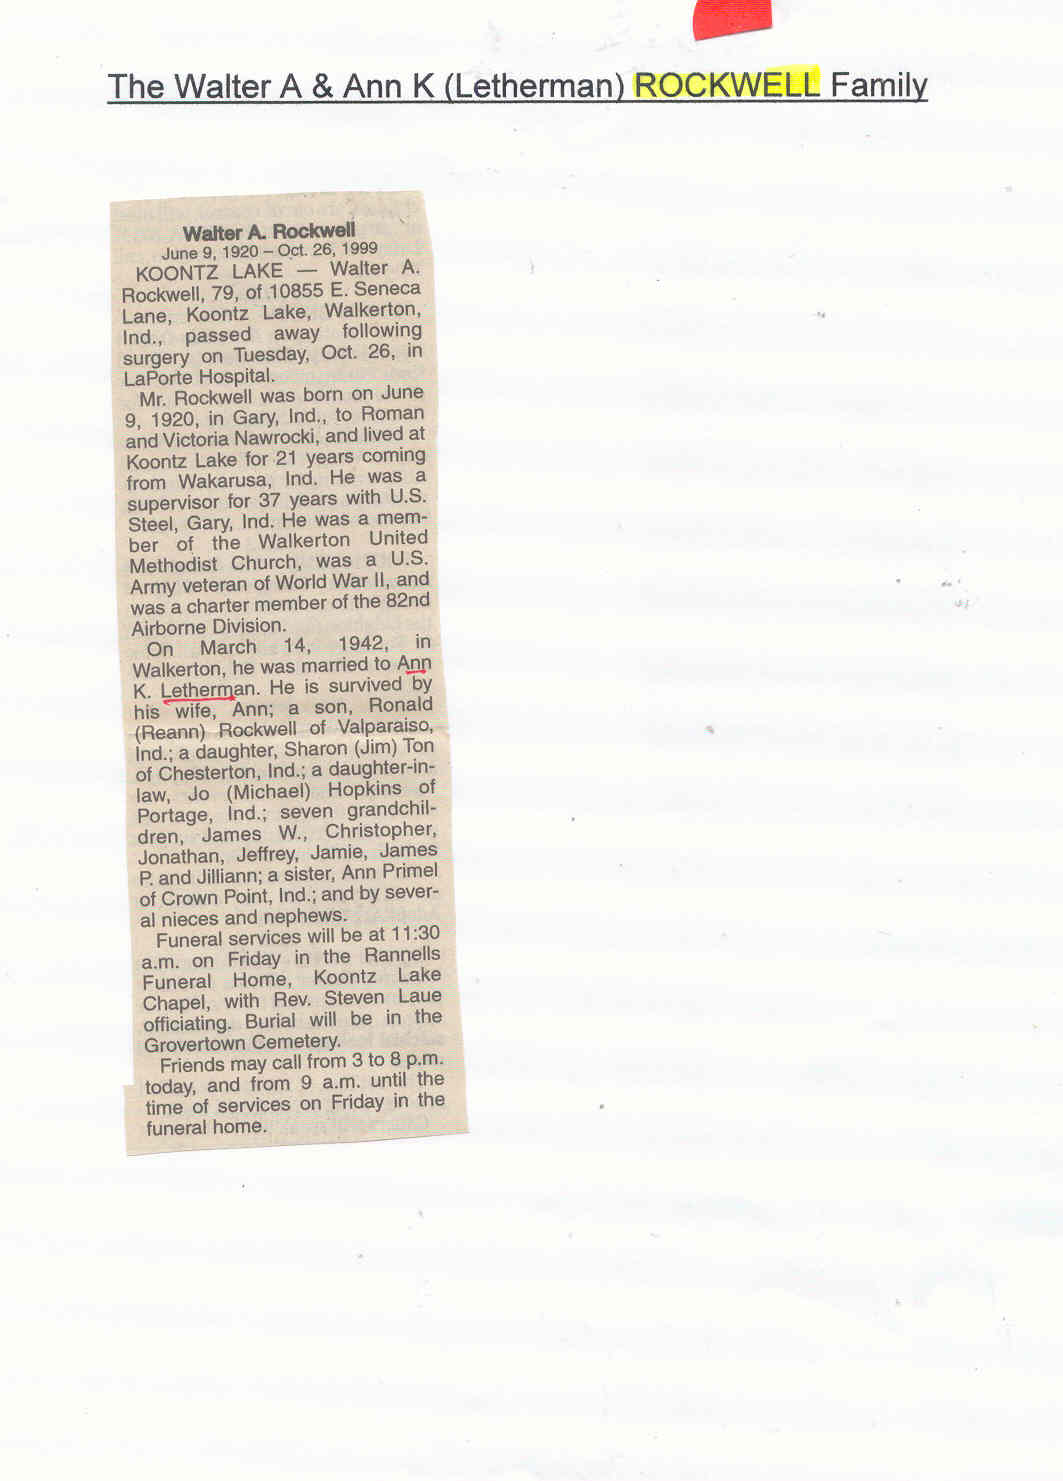 The Walter A & Ann K (Letherman) ROCKWELL Family
Walter A. Rockwell
June 9, 1920 – Oct. 26, 1999
KOONTZ LAKE — Walter A.
Rockwell, 79, of 10855 E. Seneca
Lane, Koontz Lake, Walkerton,
Ind., passed away following
surgery on Tuesday, Oct. 26, in
LaPorte Hospital.
Mr. Rockwell was born on June
9, 1920, in Gary, Ind., to Roman
and Victoria Nawrocki, and lived at
Koontz Lake for 21 years coming
from Wakarusa, Ind. He was a
supervisor for 37 years with U.S.
Steel, Gary, Ind. He was a mem-
ber of the Walkerton United
Methodist Church, was a U.S.
Army veteran of World War II, and
was a charter member of the 82nd
Airborne Division.
On March 14, 1942, in
Walkerton, he was married to Ann
K. Letherman. He is survived by
his wife, Ann; a son, Ronald
(Reann) Rockwell of Valparaiso,
Ind.; a daughter, Sharon (Jim) Ton
of Chesterton, Ind.; a daughter-in-
law, Jo (Michael) Hopkins of
Portage, Ind.; seven grandchil-
dren, James W., Christopher,
Jonathan, Jeffrey, Jamie, James
P. and Jilliann; a sister, Ann Primel
of Crown Point, Ind.; and by sever-
al nieces and nephews.
Funeral services will be at 11:30
a.m. on Friday in the Rannells
Funeral Home, Koontz Lake
Chapel, with Rev. Steven Laue
officiating. Burial will be in the
Grovertown Cemetery.
Friends may call from 3 to 8 p.m.
today, and from 9 a.m. until the
time of services on Friday in the
funeral home.